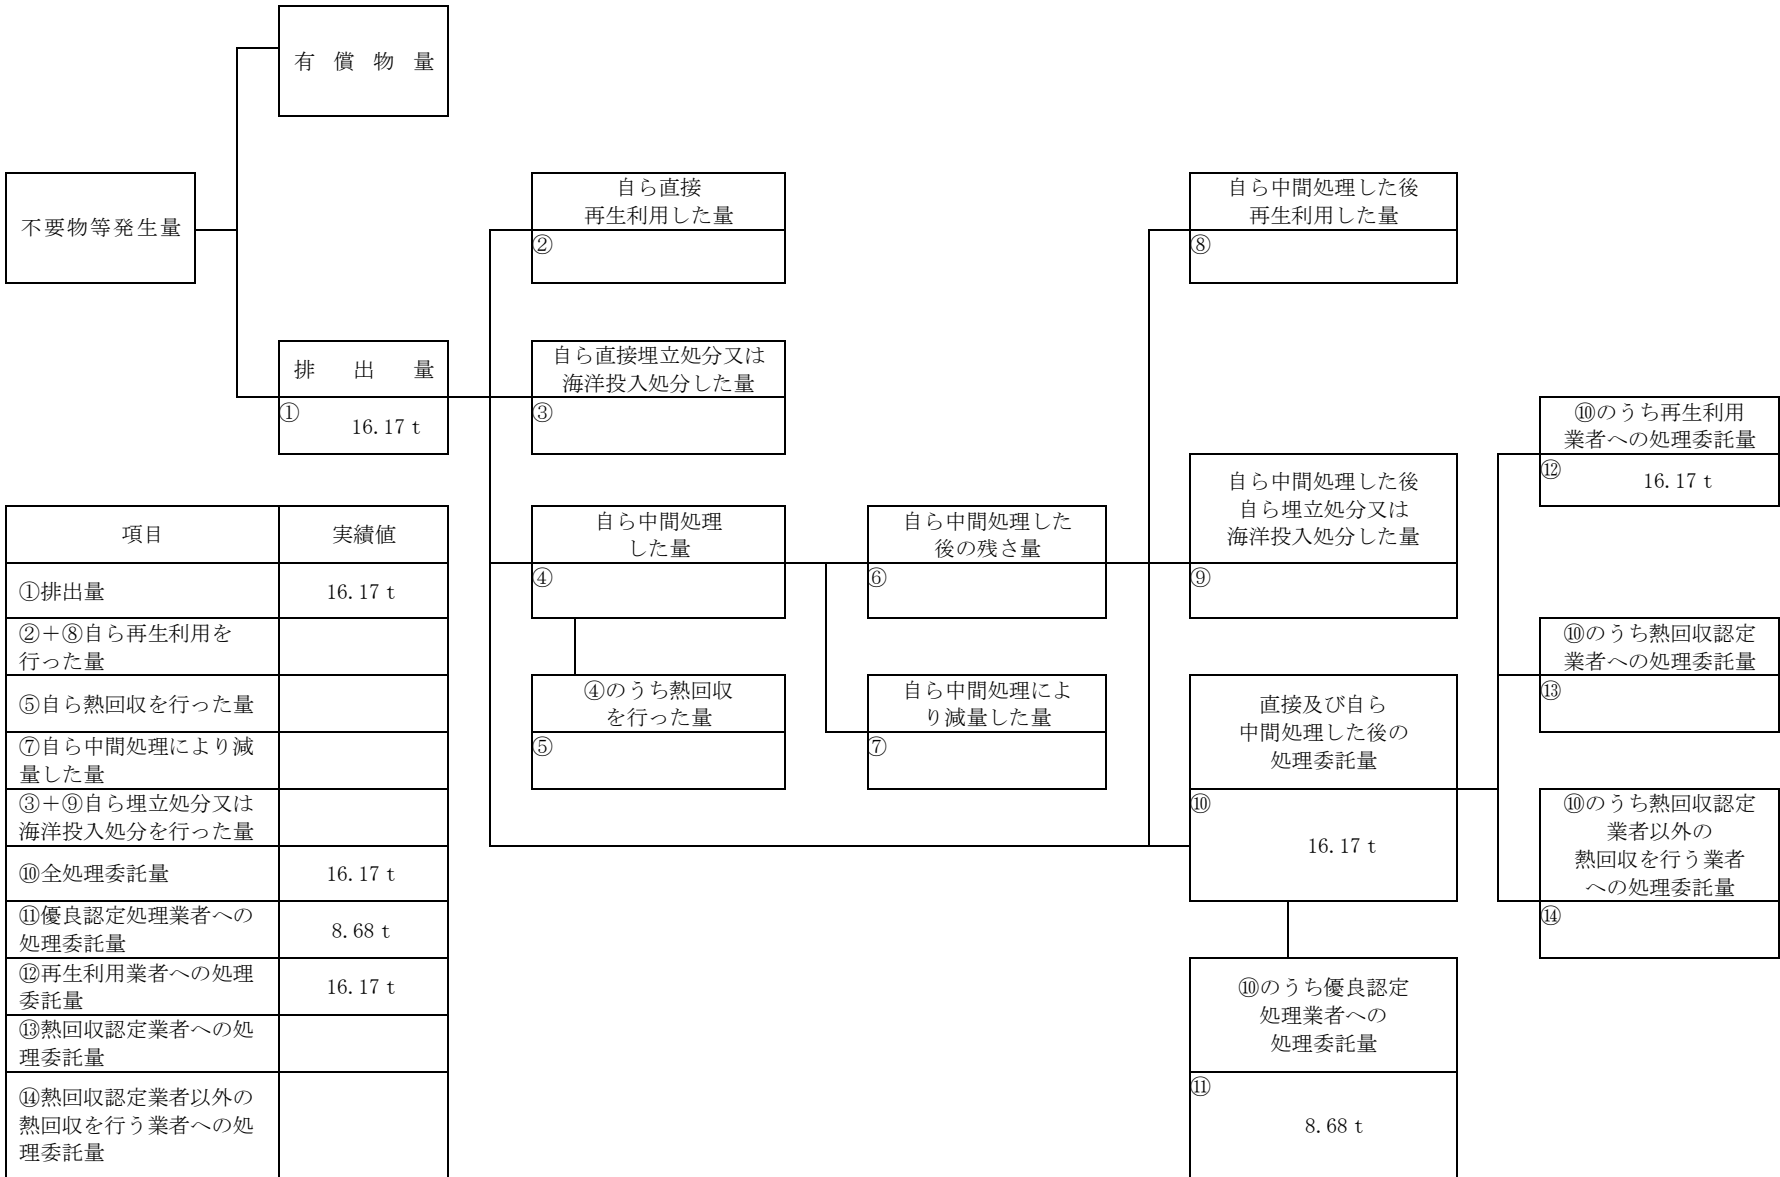 有償物量
不要物等発生量
自ら直接
再生利用した量
②
自ら中間処理した後
再生利用した量
⑧
排出量
① 16.17 t
自ら直接埋立処分又は
海洋投入処分した量
③
⑩のうち再生利用
業者への処理委託量
⑫ 16.17 t
自ら中間処理
した量
④
自ら中間処理した
後の残さ量
⑥
自ら中間処理した後
自ら埋立処分又は
海洋投入処分した量
⑨
⑩のうち熱回収認定
業者への処理委託量
⑬
④のうち熱回収
を行った量
⑤
自ら中間処理によ
り減量した量
⑦
直接及び自ら
中間処理した後の
処理委託量
⑩
16.17 t
⑩のうち熱回収認定
業者以外の
熱回収を行う業者
への処理委託量
⑭
⑩のうち優良認定
処理業者への
処理委託量
⑪
8.68 t
項目 実績値
①排出量 16.17 t
②+⑧自ら再生利用を
行った量
⑤自ら熱回収を行った量
⑦自ら中間処理により減
量した量
③+⑨自ら埋立処分又は
海洋投入処分を行った量
⑩全処理委託量 16.17 t
⑪優良認定処理業者への
処理委託量 8.68 t
⑫再生利用業者への処理
委託量 16.17 t
⑬熱回収認定業者への処
理委託量
⑭熱回収認定業者以外の
熱回収を行う業者への処
理委託量